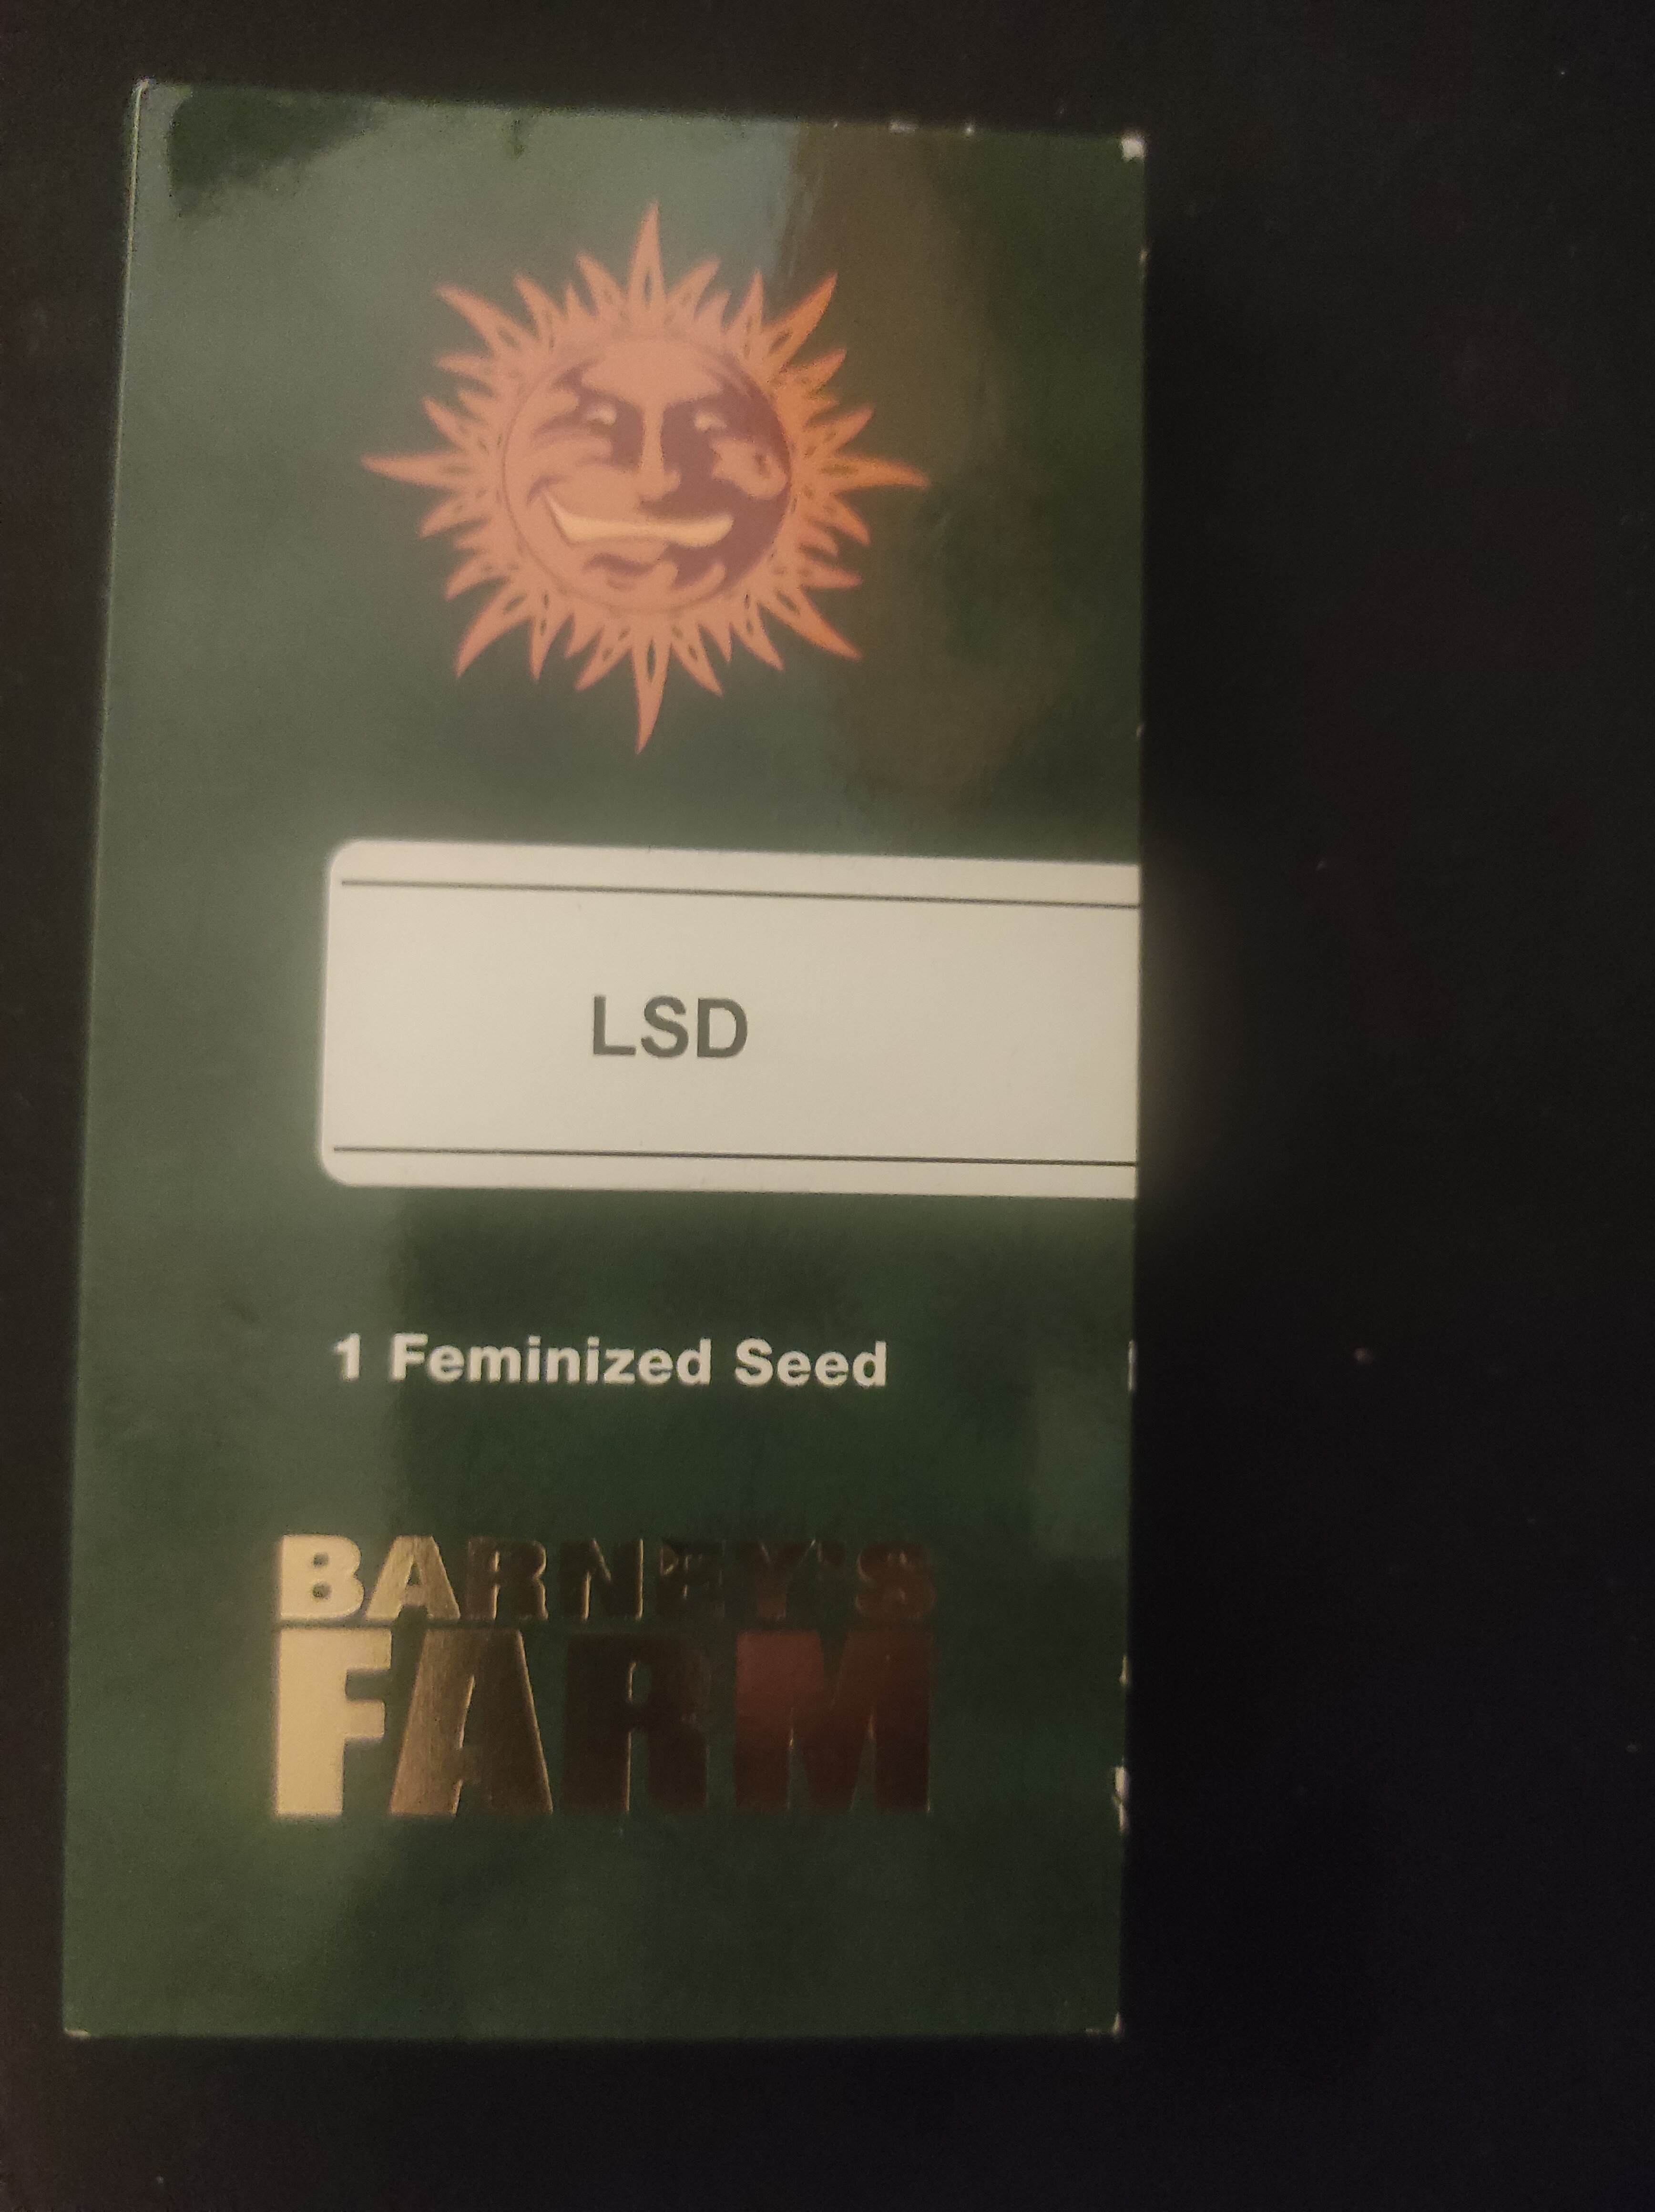 LSD
1 Feminized Seed
BARNEY'S
FARM